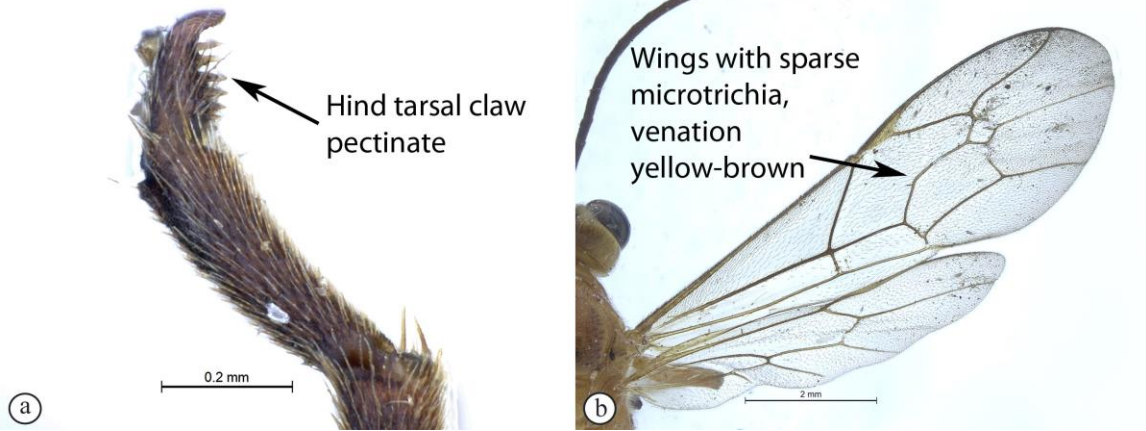 Hind tarsal claw
pectinate
0.2 mm
a
Wings with sparse
microtrichia,
venation
yellow-brown
2 mm
b